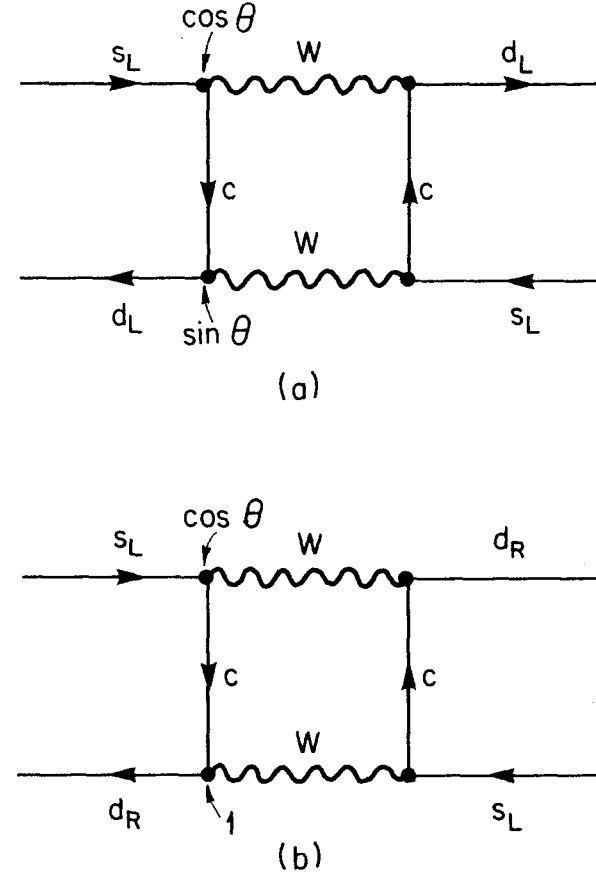 cos θ
s_L W d_L
c c
W
d_L s_L
sin θ
(a)
cos θ
s_L W d_R
c c
W
d_R s_L
1
(b)